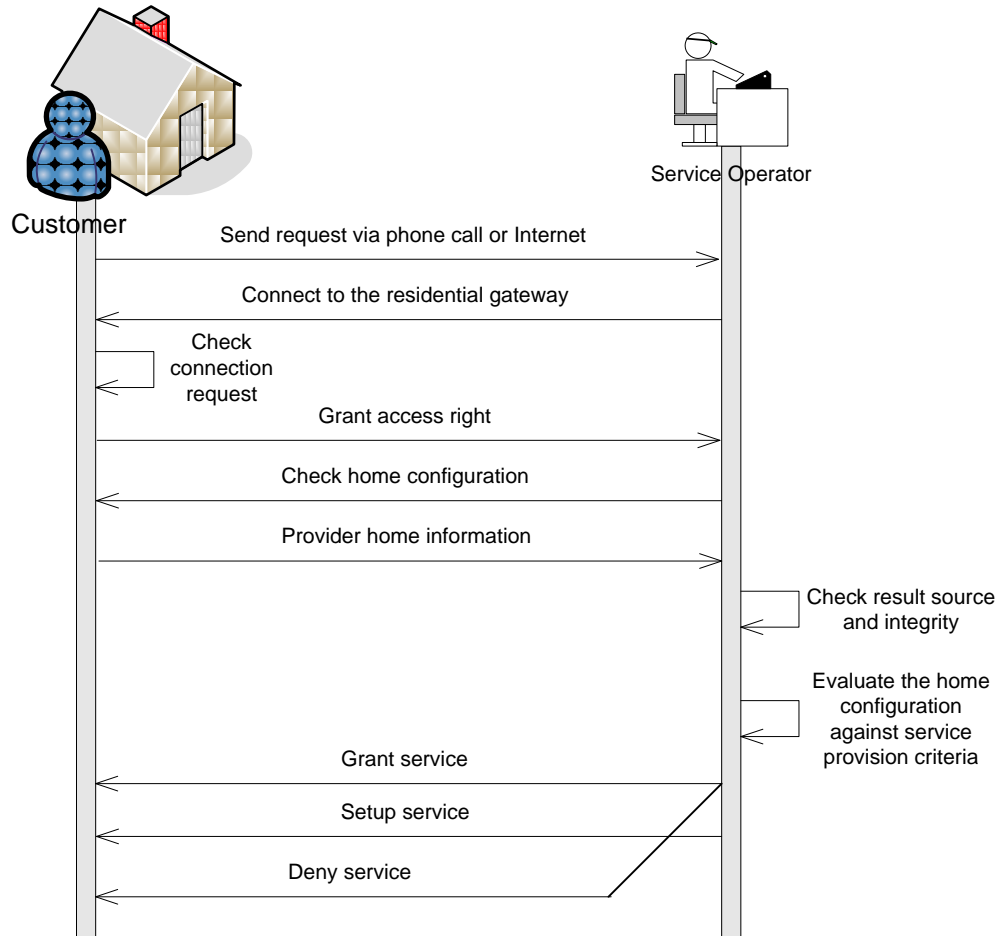 Service Operator
Customer
Send request via phone call or Internet
Connect to the residential gateway
Check
connection
request
Grant access right
Check home configuration
Provider home information
Check result source
and integrity
Evaluate the home
configuration
against service
provision criteria
Grant service
Setup service
Deny service